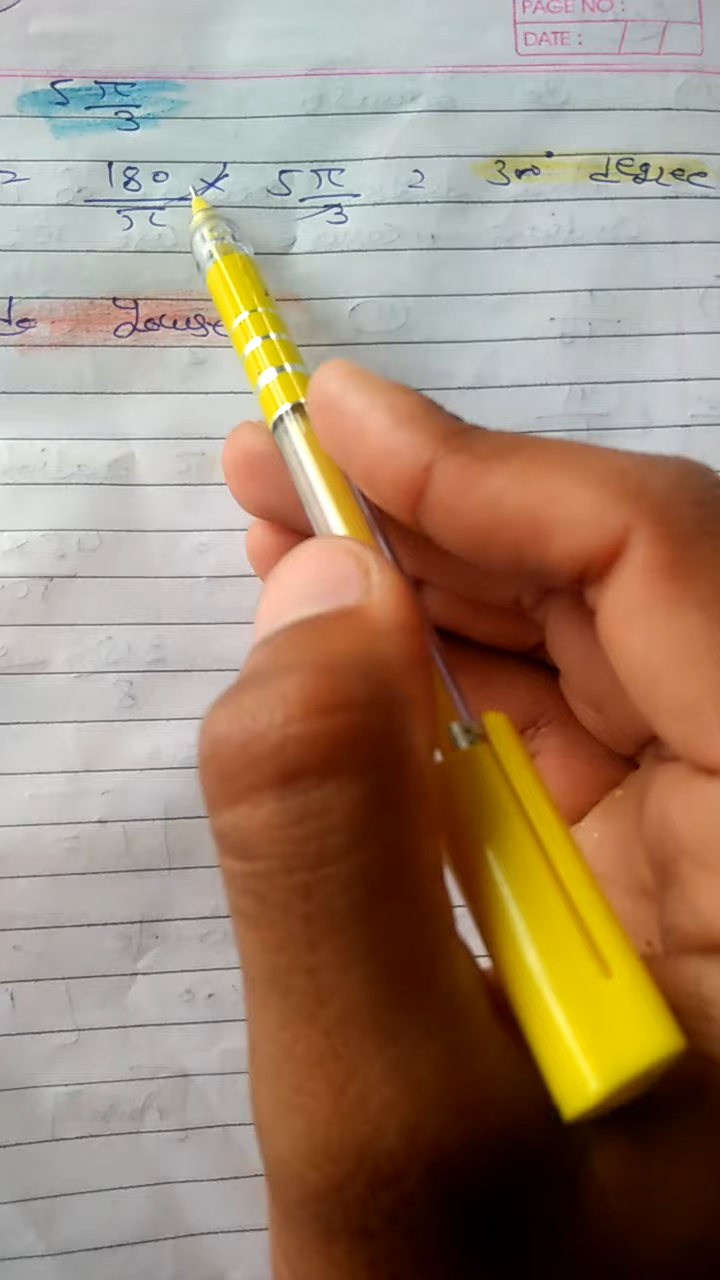 PAGE NO :
DATE : / /
5π/3
= 180/π × 5π/3 = 300° degree